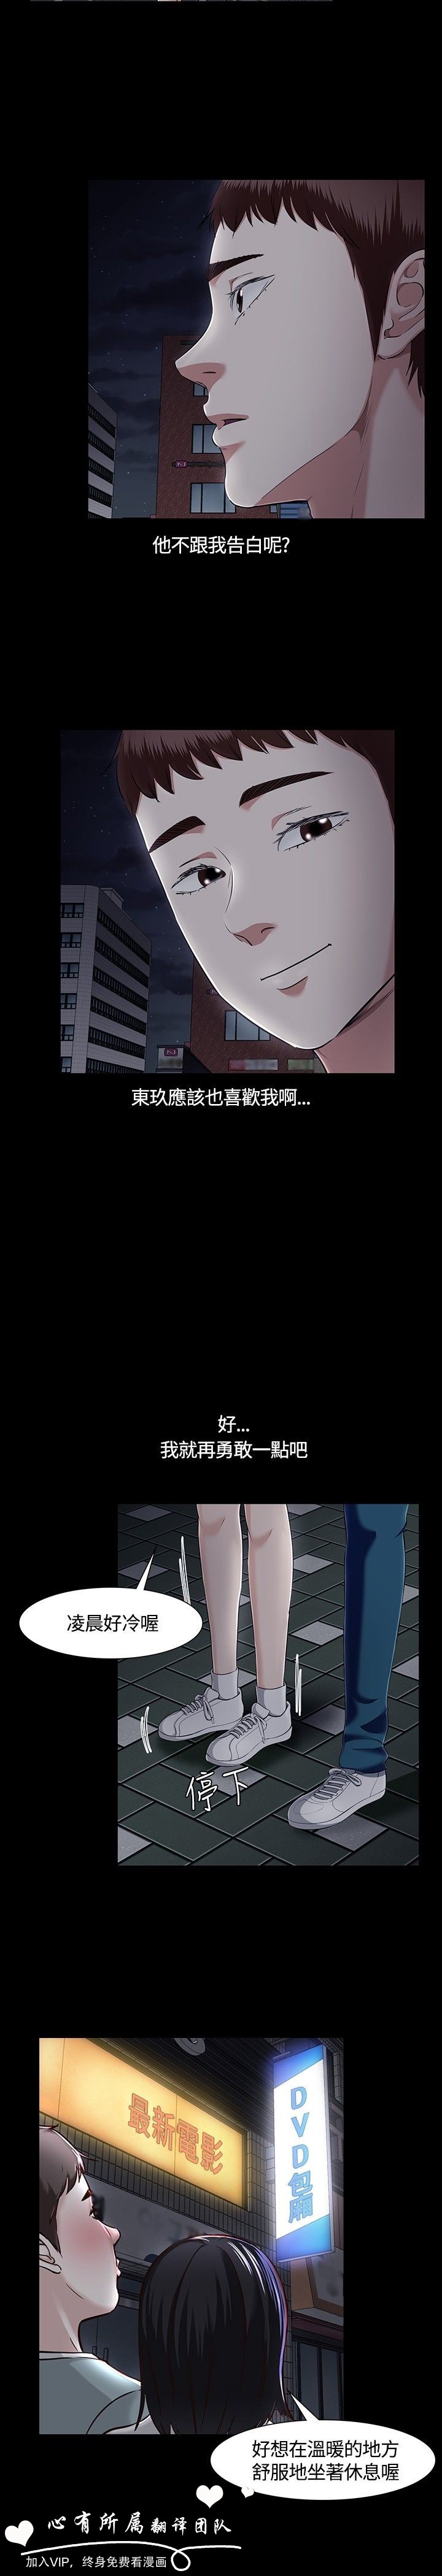 他不跟我告白呢?
東玖應該也喜歡我啊...
好...
我就再勇敢一點吧
凌晨好冷喔
停下
最新電影
DVD包廂
好想在溫暖的地方
舒服地坐著休息喔
心有所属翻译团队
加入VIP，终身免费看漫画